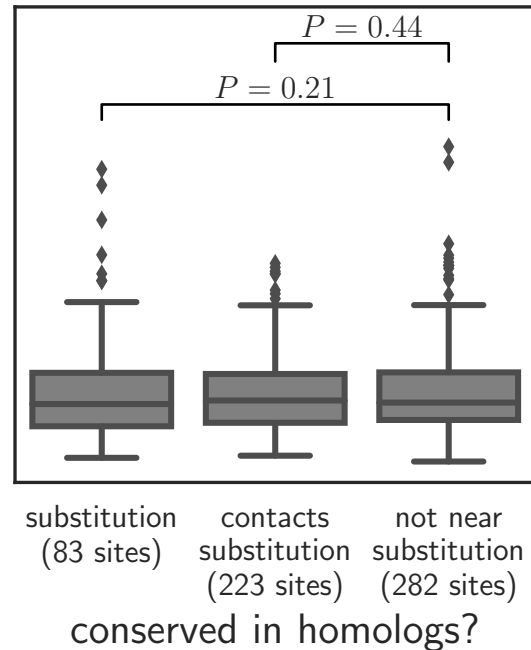 P = 0.44
P = 0.21
substitution
(83 sites)
contacts
substitution
(223 sites)
not near
substitution
(282 sites)
conserved in homologs?